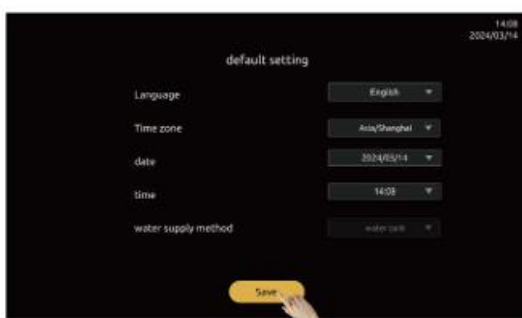 14:08
2024/03/14
default setting
Language English
Time zone Asia/Shanghai
date 2024/03/14
time 14:08
water supply method water tank
Save